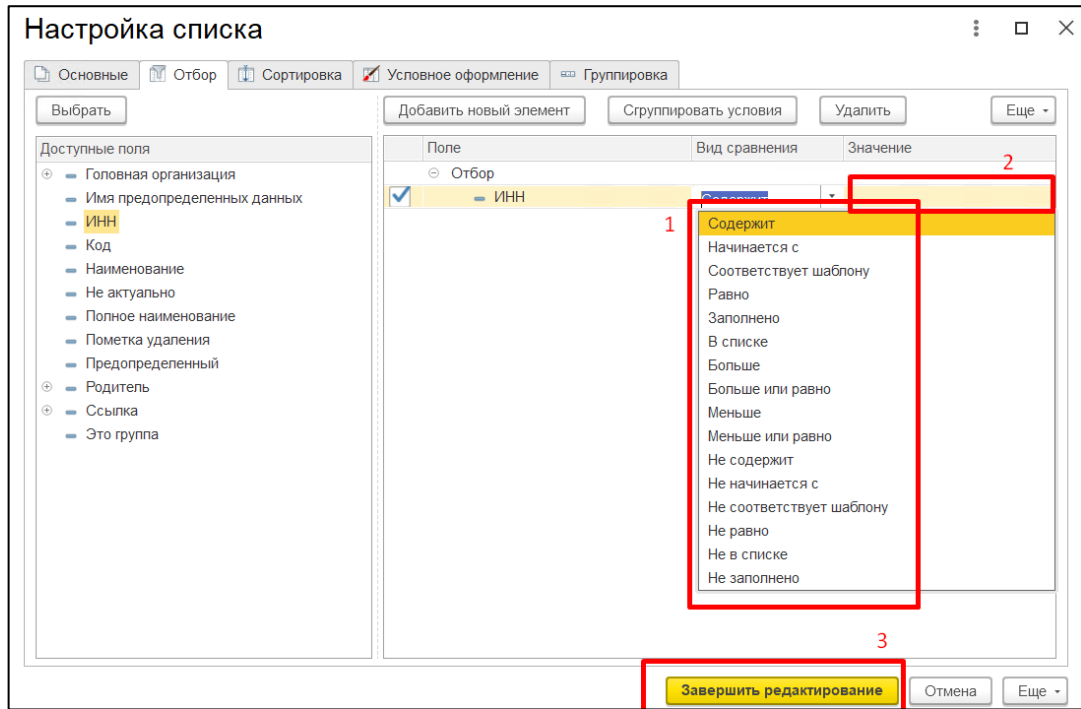 Настройка списка
Основные Отбор Сортировка Условное оформление Группировка
Выбрать Добавить новый элемент Сгруппировать условия Удалить Еще
Доступные поля Поле Вид сравнения Значение
2
Головная организация Отбор
Имя предопределенных данных ИНН Содержит
ИНН 1 Содержит
Код Начинается с
Наименование Соответствует шаблону
Не актуально Равно
Полное наименование Заполнено
Пометка удаления В списке
Предопределенный Больше
Родитель Больше или равно
Ссылка Меньше
Это группа Меньше или равно
Не содержит
Не начинается с
Не соответствует шаблону
Не равно
Не в списке
Не заполнено
3
Завершить редактирование Отмена Еще